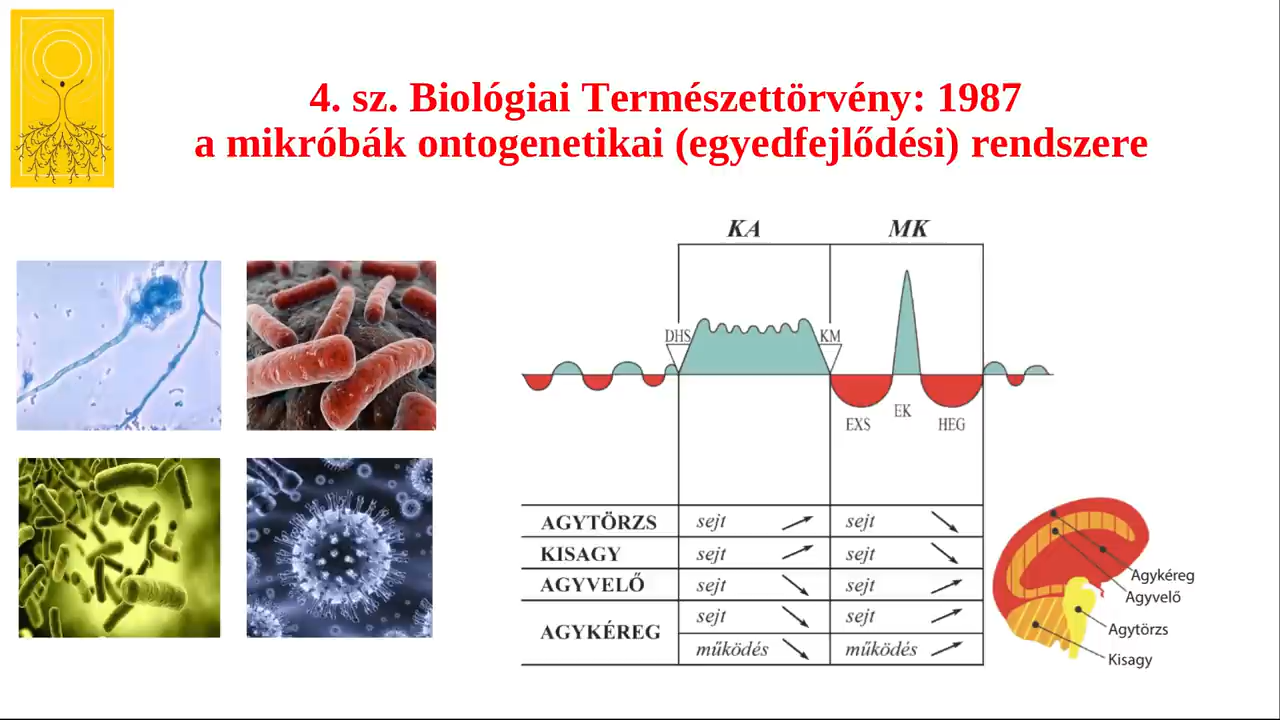 4. sz. Biológiai Természettörvény: 1987
a mikróbák ontogenetikai (egyedfejlődési) rendszere
KA MK
DHS KM
EXS EK HEG
AGYTÖRZS sejt sejt
KISAGY sejt sejt
AGYVELŐ sejt sejt
AGYKÉREG sejt sejt
működés működés
Agykéreg
Agyvelő
Agytörzs
Kisagy